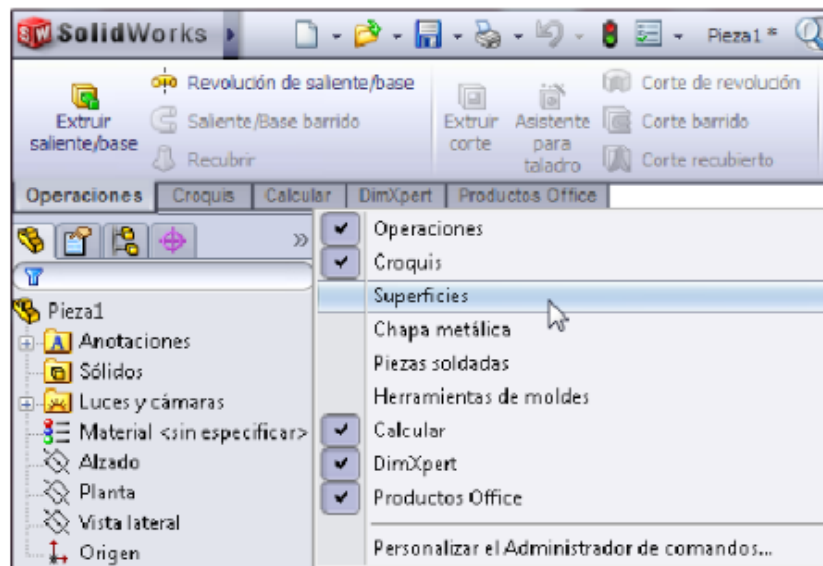 SolidWorks
Pieza1 *
Extruir saliente/base
Revolución de saliente/base
Saliente/Base barrido
Recubrir
Extruir corte
Asistente para taladro
Corte de revolución
Corte barrido
Corte recubierto
Operaciones Croquis Calcular DimXpert Productos Office
Pieza1
Anotaciones
Sólidos
Luces y cámaras
Material <sin especificar>
Alzado
Planta
Vista lateral
Origen
Operaciones
Croquis
Superficies
Chapa metálica
Piezas soldadas
Herramientas de moldes
Calcular
DimXpert
Productos Office
Personalizar el Administrador de comandos...